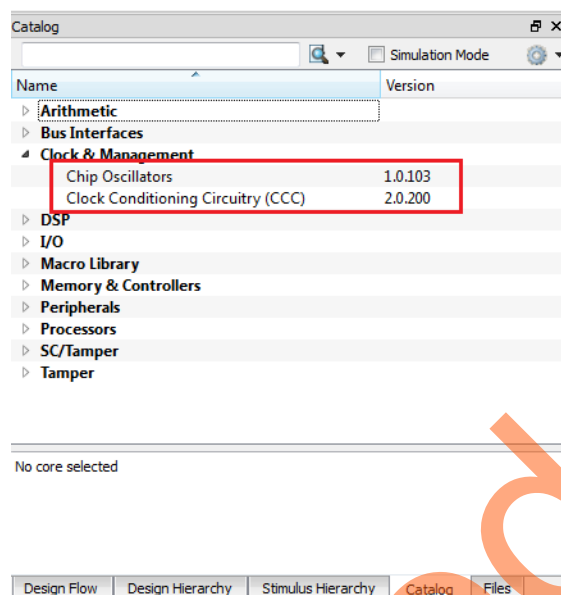 Catalog
Simulation Mode
Name Version
Arithmetic
Bus Interfaces
Clock & Management
Chip Oscillators 1.0.103
Clock Conditioning Circuitry (CCC) 2.0.200
DSP
I/O
Macro Library
Memory & Controllers
Peripherals
Processors
SC/Tamper
Tamper
No core selected
Design Flow Design Hierarchy Stimulus Hierarchy Catalog Files